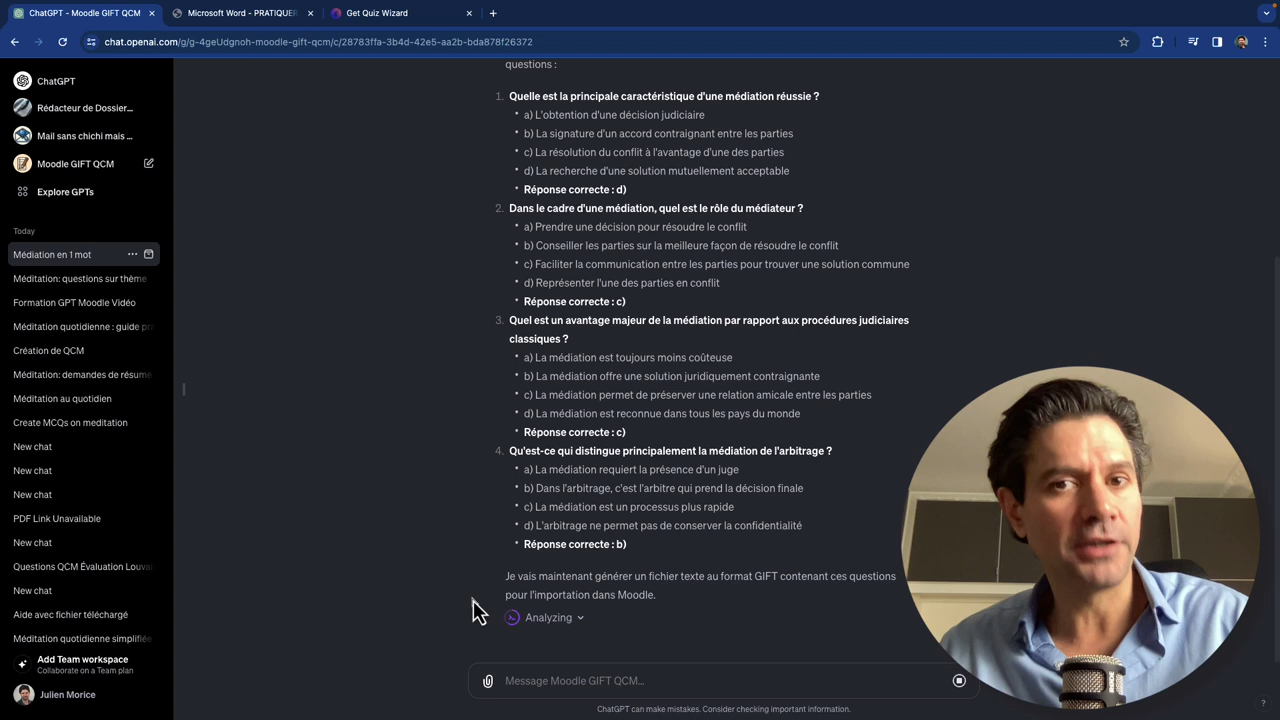 ChatGPT - Moodle GIFT QCM
Microsoft Word - PRATIQUER
Get Quiz Wizard
chat.openai.com/g/g-4geUdgnoh-moodle-gift-qcm/c/28783ffa-3b4d-42e5-aa2b-bda878f26372
ChatGPT
Rédacteur de Dossier...
Mail sans chichi mais ...
Moodle GIFT QCM
Explore GPTs
Today
Médiation en 1 mot
Méditation: questions sur thème
Formation GPT Moodle Vidéo
Méditation quotidienne : guide pra
Création de QCM
Méditation: demandes de résumé
Méditation au quotidien
Create MCQs on meditation
New chat
New chat
New chat
PDF Link Unavailable
New chat
Questions QCM Évaluation Louvai
New chat
Aide avec fichier téléchargé
Méditation quotidienne simplifiée
Add Team workspace
Collaborate on a Team plan
Julien Morice
questions :
1. Quelle est la principale caractéristique d'une médiation réussie ?
• a) L'obtention d'une décision judiciaire
• b) La signature d'un accord contraignant entre les parties
• c) La résolution du conflit à l'avantage d'une des parties
• d) La recherche d'une solution mutuellement acceptable
• Réponse correcte : d)
2. Dans le cadre d'une médiation, quel est le rôle du médiateur ?
• a) Prendre une décision pour résoudre le conflit
• b) Conseiller les parties sur la meilleure façon de résoudre le conflit
• c) Faciliter la communication entre les parties pour trouver une solution commune
• d) Représenter l'une des parties en conflit
• Réponse correcte : c)
3. Quel est un avantage majeur de la médiation par rapport aux procédures judiciaires
classiques ?
• a) La médiation est toujours moins coûteuse
• b) La médiation offre une solution juridiquement contraignante
• c) La médiation permet de préserver une relation amicale entre les parties
• d) La médiation est reconnue dans tous les pays du monde
• Réponse correcte : c)
4. Qu'est-ce qui distingue principalement la médiation de l'arbitrage ?
• a) La médiation requiert la présence d'un juge
• b) Dans l'arbitrage, c'est l'arbitre qui prend la décision finale
• c) La médiation est un processus plus rapide
• d) L'arbitrage ne permet pas de conserver la confidentialité
• Réponse correcte : b)
Je vais maintenant générer un fichier texte au format GIFT contenant ces questions
pour l'importation dans Moodle.
Analyzing
Message Moodle GIFT QCM...
ChatGPT can make mistakes. Consider checking important information.
?